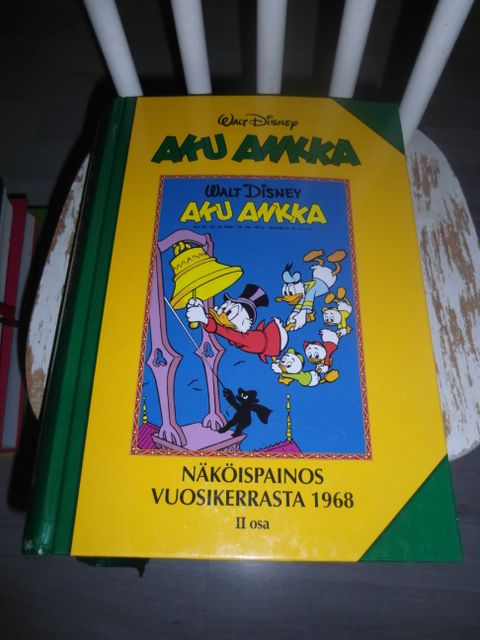 WALT DISNEY
AKU ANKKA
WALT DISNEY
AKU ANKKA
NÄKÖISPAINOS
VUOSIKERRASTA 1968
II osa